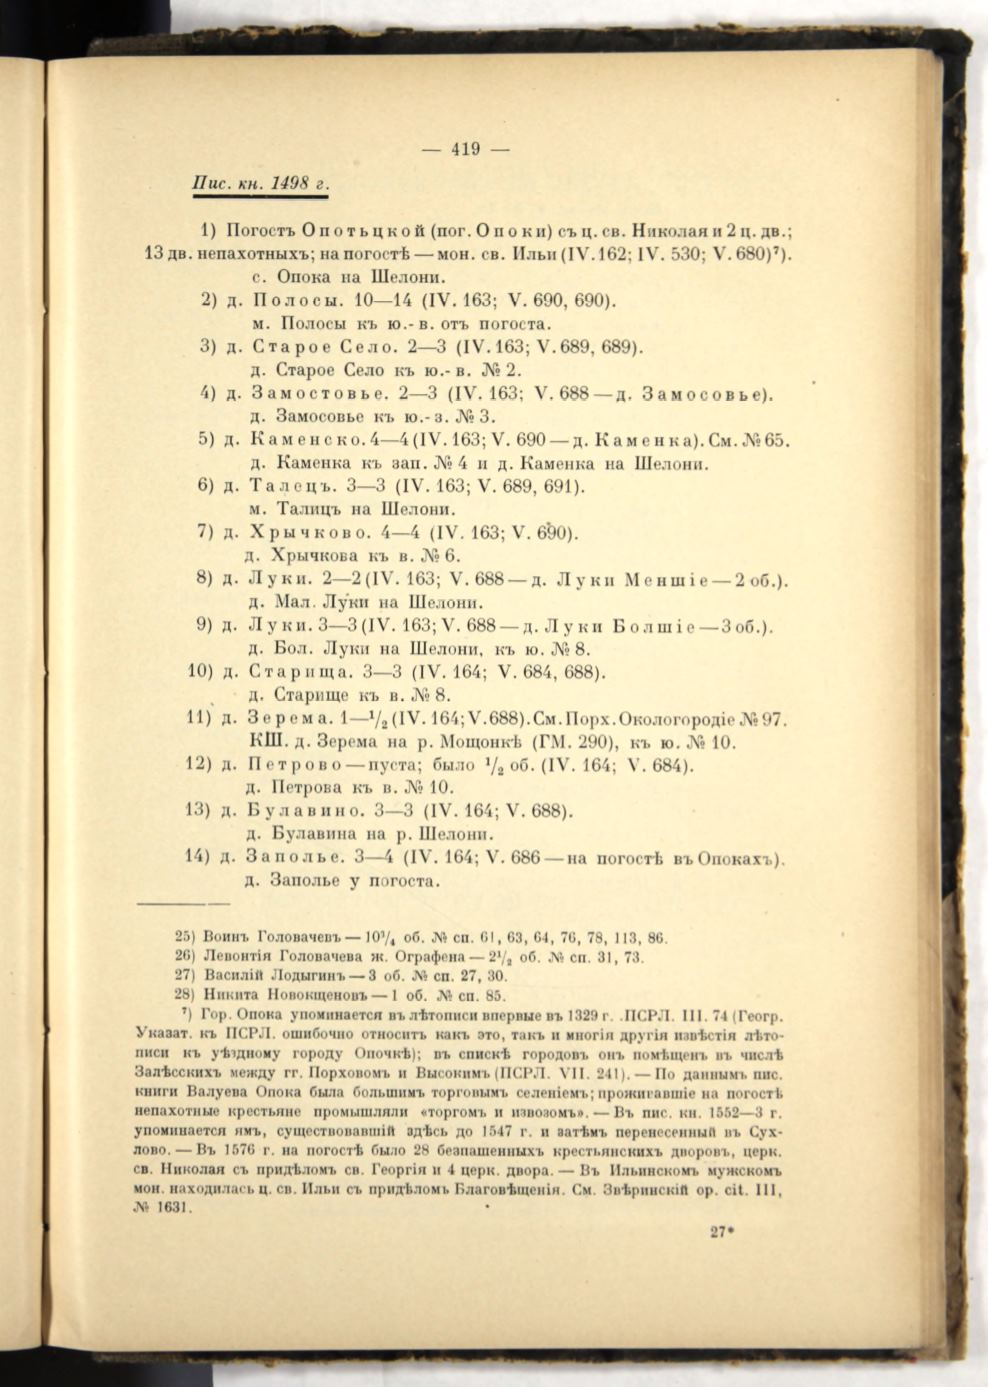 — 419 —
Пис. кн. 1498 г.
1) Погостъ Опотьцкой (пог. Опоки) съ ц. св. Николая и 2 ц. дв.;
13 дв. непахотныхъ; на погостѣ — мон. св. Ильи (IV. 162; IV. 530; V. 680)⁷).
с. Опока на Шелони.
2) д. Полосы. 10—14 (IV. 163; V. 690, 690).
м. Полосы къ ю.-в. отъ погоста.
3) д. Старое Село. 2—3 (IV. 163; V. 689, 689).
д. Старое Село къ ю.-в. № 2.
4) д. Замостовье. 2—3 (IV. 163; V. 688 — д. Замосовье).
д. Замосовье къ ю.-з. № 3.
5) д. Каменско. 4—4 (IV. 163; V. 690 — д. Каменка). См. № 65.
д. Каменка къ зап. № 4 и д. Каменка на Шелони.
6) д. Талецъ. 3—3 (IV. 163; V. 689, 691).
м. Талицъ на Шелони.
7) д. Хрычково. 4—4 (IV. 163; V. 690).
д. Хрычкова къ в. № 6.
8) д. Луки. 2—2 (IV. 163; V. 688 — д. Луки Меншіе — 2 об.).
д. Мал. Луки на Шелони.
9) д. Луки. 3—3 (IV. 163; V. 688 — д. Луки Болшіе — 3 об.).
д. Бол. Луки на Шелони, къ ю. № 8.
10) д. Старища. 3—3 (IV. 164; V. 684, 688).
д. Старище къ в. № 8.
11) д. Зерема. 1—¹/₂ (IV. 164; V. 688). См. Порх. Окологородіе № 97.
КШ. д. Зерема на р. Мощонкѣ (ГМ. 290), къ ю. № 10.
12) д. Петрово — пуста; было ¹/₂ об. (IV. 164; V. 684).
д. Петрова къ в. № 10.
13) д. Булавино. 3—3 (IV. 164; V. 688).
д. Булавина на р. Шелони.
14) д. Заполье. 3—4 (IV. 164; V. 686 — на погостѣ въ Опокахъ).
д. Заполье у погоста.
25) Воинъ Головачевъ — 10³/₄ об. № сп. 61, 63, 64, 76, 78, 113, 86.
26) Левонтія Головачева ж. Ографена — 2¹/₂ об. № сп. 31, 73.
27) Василій Лодыгинъ — 3 об. № сп. 27, 30.
28) Никита Новокщеновъ — 1 об. № сп. 85.
⁷) Гор. Опока упоминается въ лѣтописи впервые въ 1329 г. ПСРЛ. III. 74 (Геогр.
Указат. къ ПСРЛ. ошибочно относитъ какъ это, такъ и многія другія извѣстія лѣто-
писи къ уѣздному городу Опочкѣ); въ спискѣ городовъ онъ помѣщенъ въ числѣ
Залѣсскихъ между гг. Порховомъ и Высокимъ (ПСРЛ. VII. 241). — По даннымъ пис.
книги Валуева Опока была большимъ торговымъ селеніемъ; проживавшіе на погостѣ
непахотные крестьяне промышляли «торгомъ и извозомъ». — Въ пис. кн. 1552—3 г.
упоминается ямъ, существовавшій здѣсь до 1547 г. и затѣмъ перенесенный въ Сух-
лово. — Въ 1576 г. на погостѣ было 28 безпашенныхъ крестьянскихъ дворовъ, церк.
св. Николая съ придѣломъ св. Георгія и 4 церк. двора. — Въ Ильинскомъ мужскомъ
мон. находилась ц. св. Ильи съ придѣломъ Благовѣщенія. См. Звѣринскій op. cit. III,
№ 1631.
27*